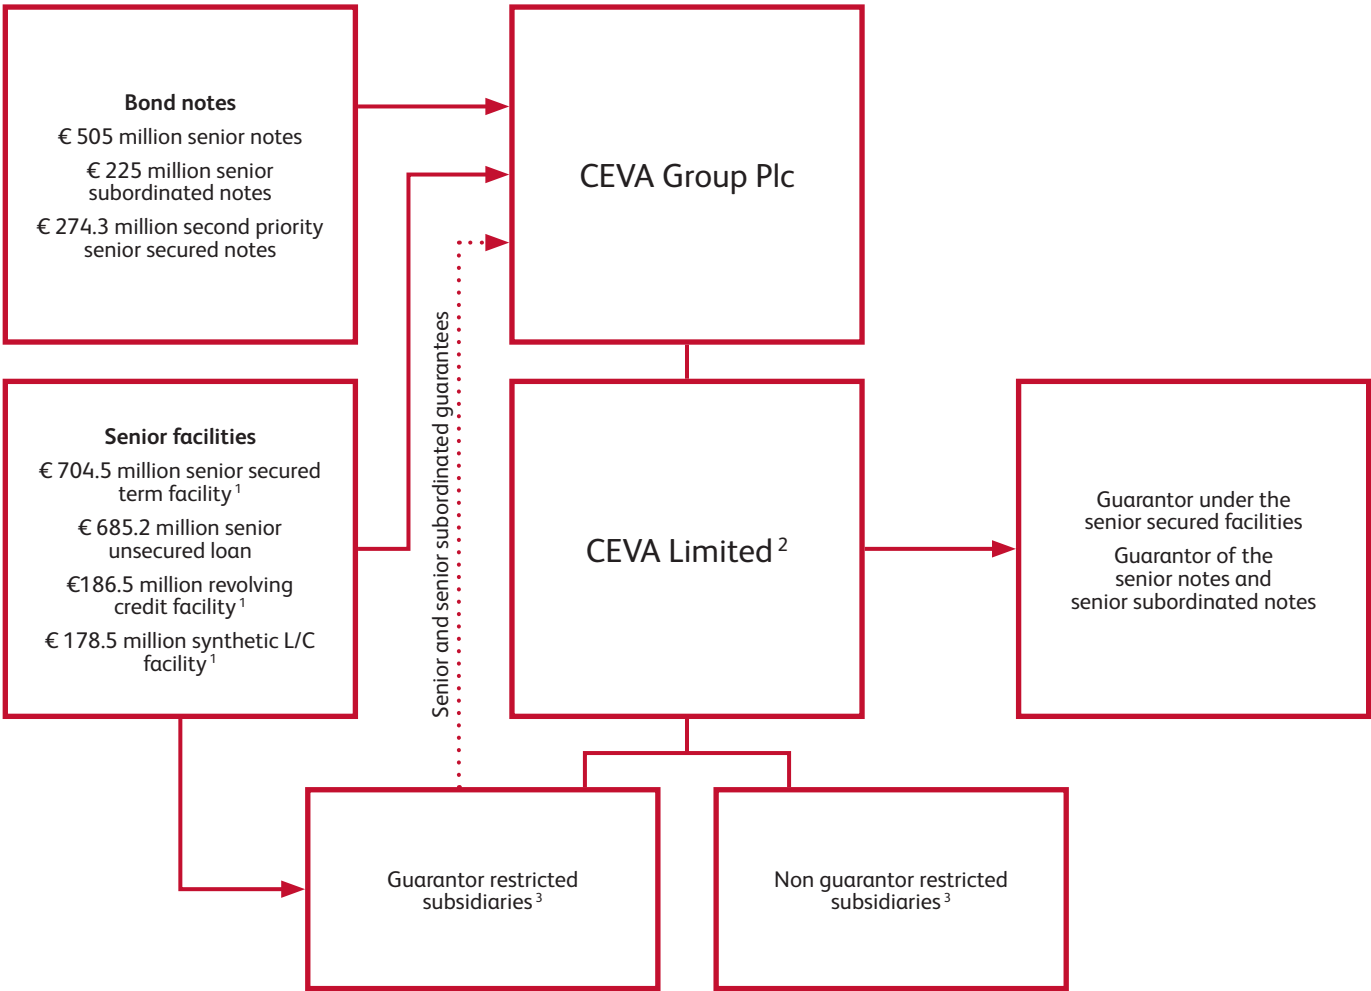 Bond notes
€ 505 million senior notes
€ 225 million senior
subordinated notes
€ 274.3 million second priority
senior secured notes
CEVA Group Plc
Senior and senior subordinated guarantees
Senior facilities
€ 704.5 million senior secured
term facility 1
€ 685.2 million senior
unsecured loan
€186.5 million revolving
credit facility 1
€ 178.5 million synthetic L/C
facility 1
CEVA Limited 2
Guarantor under the
senior secured facilities
Guarantor of the
senior notes and
senior subordinated notes
Guarantor restricted
subsidiaries 3
Non guarantor restricted
subsidiaries 3